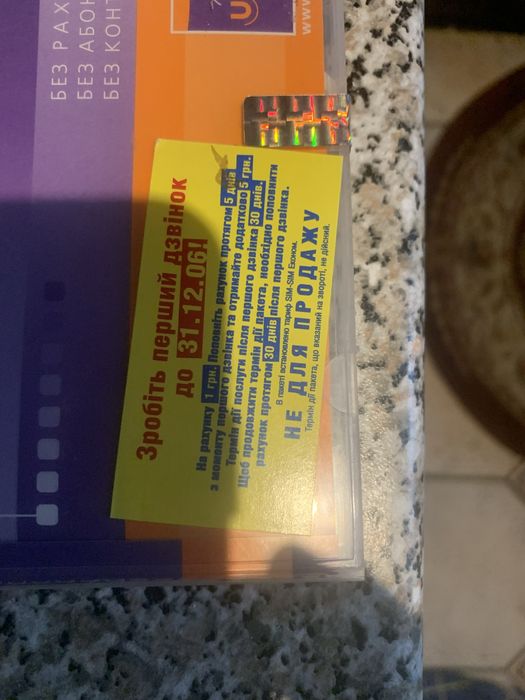 БЕЗ РАХ
БЕЗ АБОН
БЕЗ КОНТ
U
www.
Зробіть перший дзвінок
до 31.12.06!
На рахунку 1 грн. Поповніть рахунок протягом 5 днів
з моменту першого дзвінка та отримайте додатково 5 грн.
Термін дії послуги після першого дзвінка 30 днів.
Щоб продовжити термін дії пакета, необхідно поповнити
рахунок протягом 30 днів після першого дзвінка.
В пакеті встановлено тариф SIM-SIM Економ.
НЕ ДЛЯ ПРОДАЖУ
Термін дії пакета, що вказаний на звороті, не дійсний.